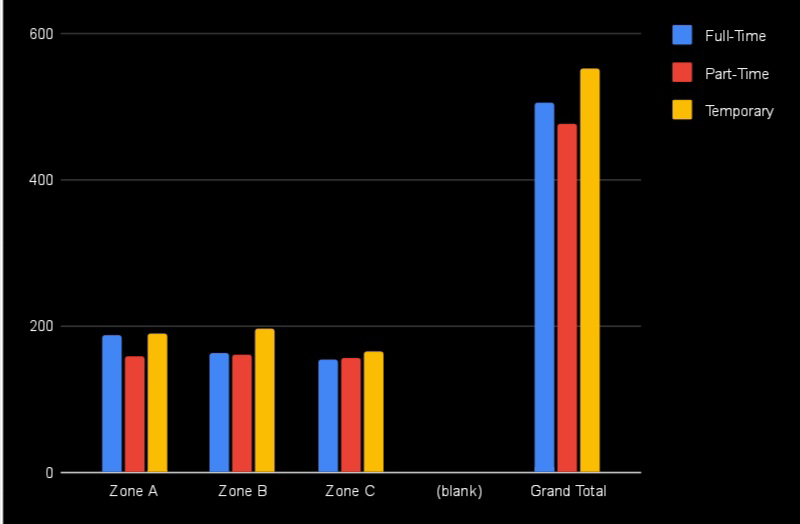 600
400
200
0
Zone A
Zone B
Zone C
(blank)
Grand Total
Full-Time
Part-Time
Temporary